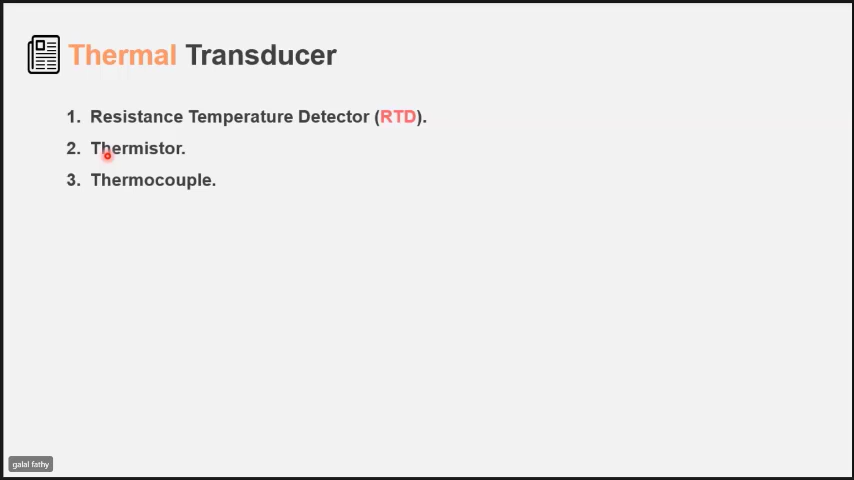 Thermal Transducer
1. Resistance Temperature Detector (RTD).
2. Thermistor.
3. Thermocouple.
galal fathy